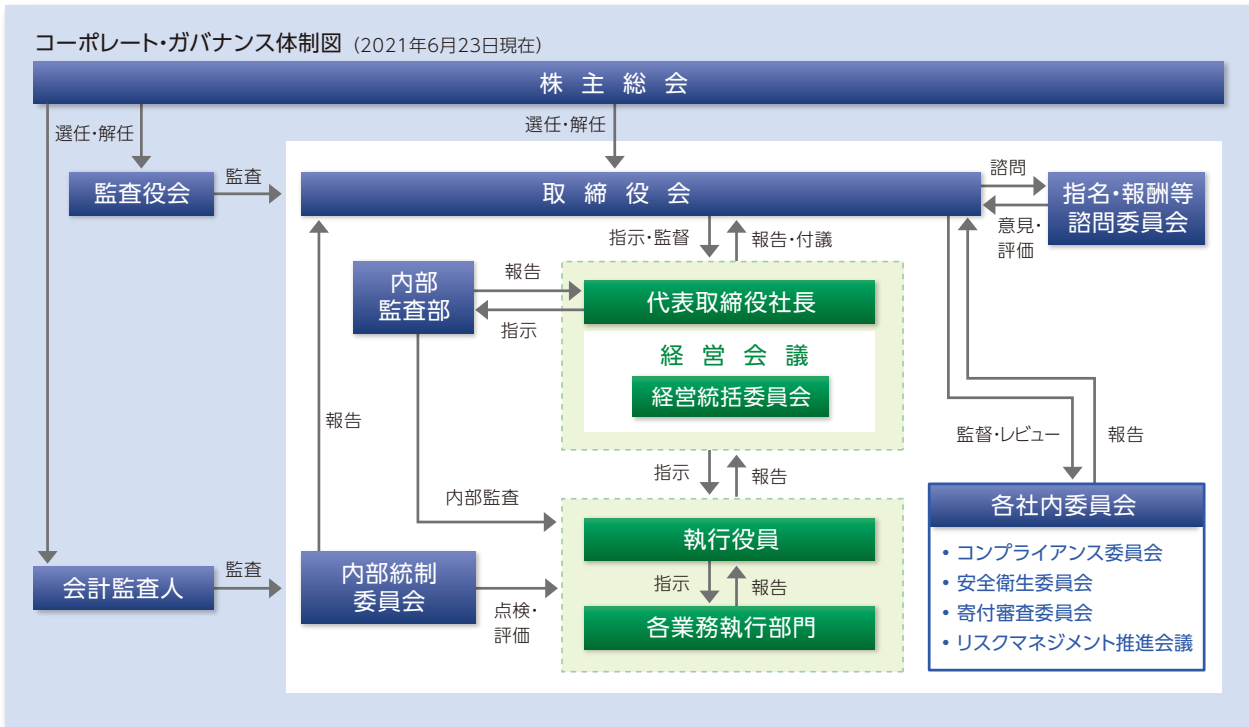 コーポレート・ガバナンス体制図 (2021年6月23日現在)
株主総会
選任・解任
選任・解任
監査役会
監査
取締役会
諮問
指名・報酬等
諮問委員会
意見・
評価
指示・監督
報告・付議
内部
監査部
報告
指示
代表取締役社長
経営会議
経営統括委員会
報告
監督・レビュー
報告
指示
報告
内部監査
各社内委員会
・コンプライアンス委員会
・安全衛生委員会
・寄付審査委員会
・リスクマネジメント推進会議
執行役員
指示
報告
各業務執行部門
会計監査人
監査
内部統制
委員会
点検・
評価